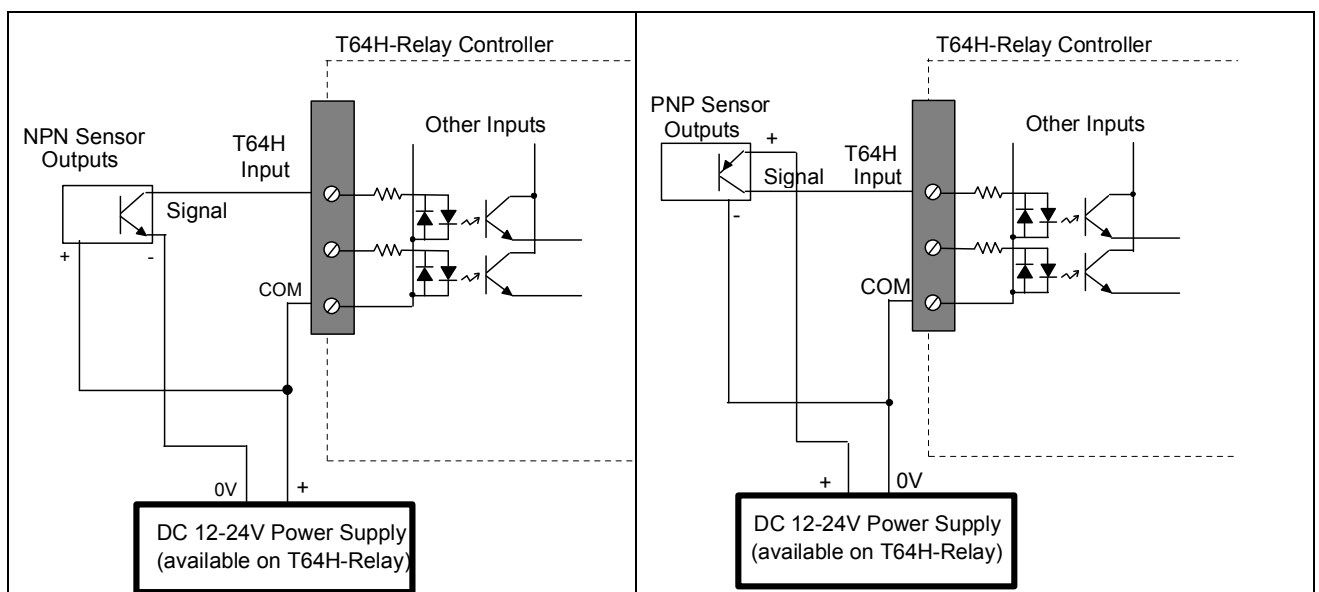 T64H-Relay Controller
NPN Sensor
Outputs
T64H
Input
Other Inputs
Signal
+
-
COM
0V
+
DC 12-24V Power Supply
(available on T64H-Relay)
T64H-Relay Controller
PNP Sensor
Outputs
+
T64H
Input
Other Inputs
Signal
-
COM
+
0V
DC 12-24V Power Supply
(available on T64H-Relay)